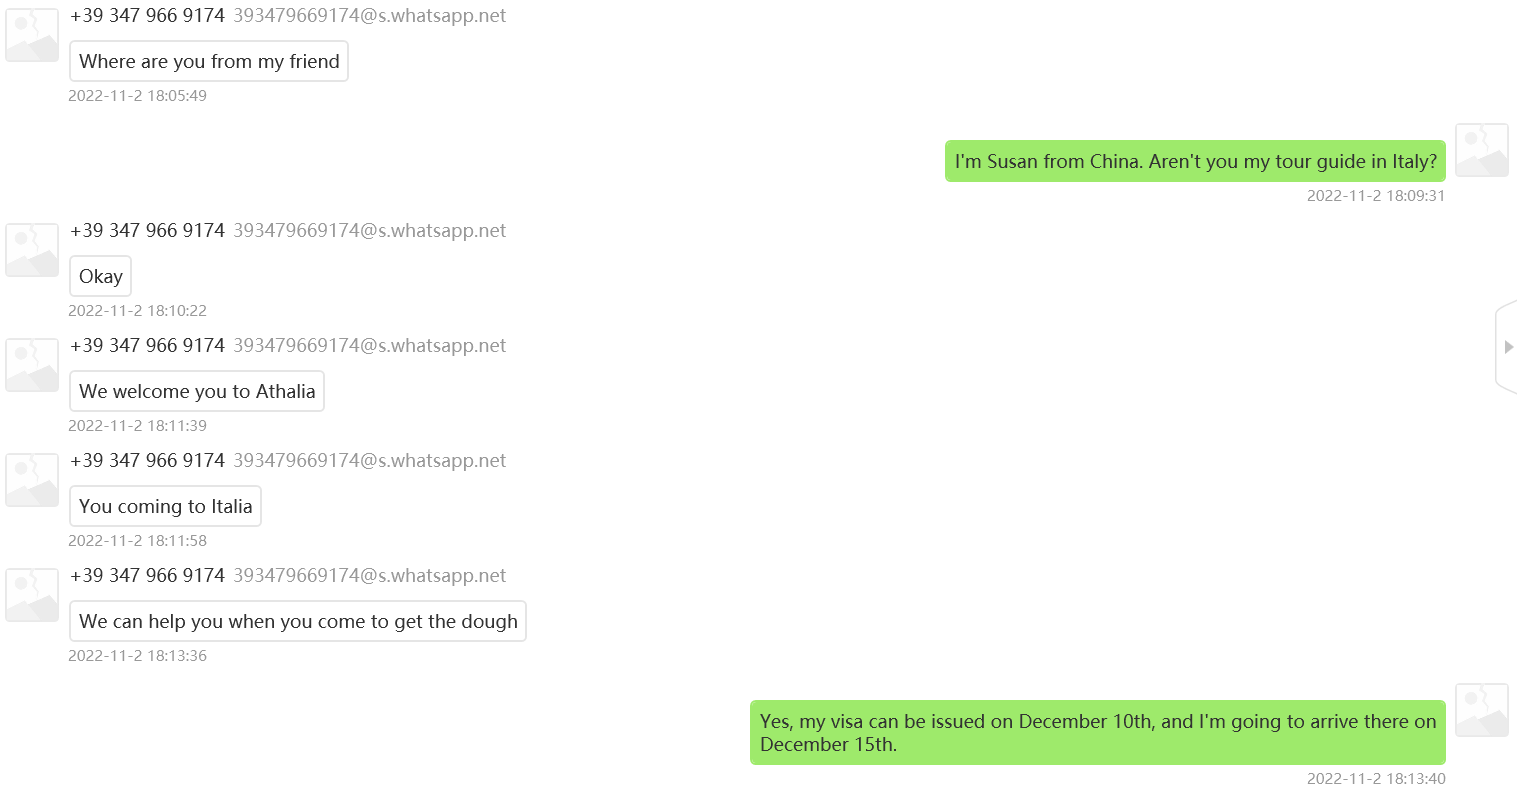 +39 347 966 9174 393479669174@s.whatsapp.net
Where are you from my friend
2022-11-2 18:05:49
I'm Susan from China. Aren't you my tour guide in Italy?
2022-11-2 18:09:31
+39 347 966 9174 393479669174@s.whatsapp.net
Okay
2022-11-2 18:10:22
+39 347 966 9174 393479669174@s.whatsapp.net
We welcome you to Athalia
2022-11-2 18:11:39
+39 347 966 9174 393479669174@s.whatsapp.net
You coming to Italia
2022-11-2 18:11:58
+39 347 966 9174 393479669174@s.whatsapp.net
We can help you when you come to get the dough
2022-11-2 18:13:36
Yes, my visa can be issued on December 10th, and I'm going to arrive there on
December 15th.
2022-11-2 18:13:40